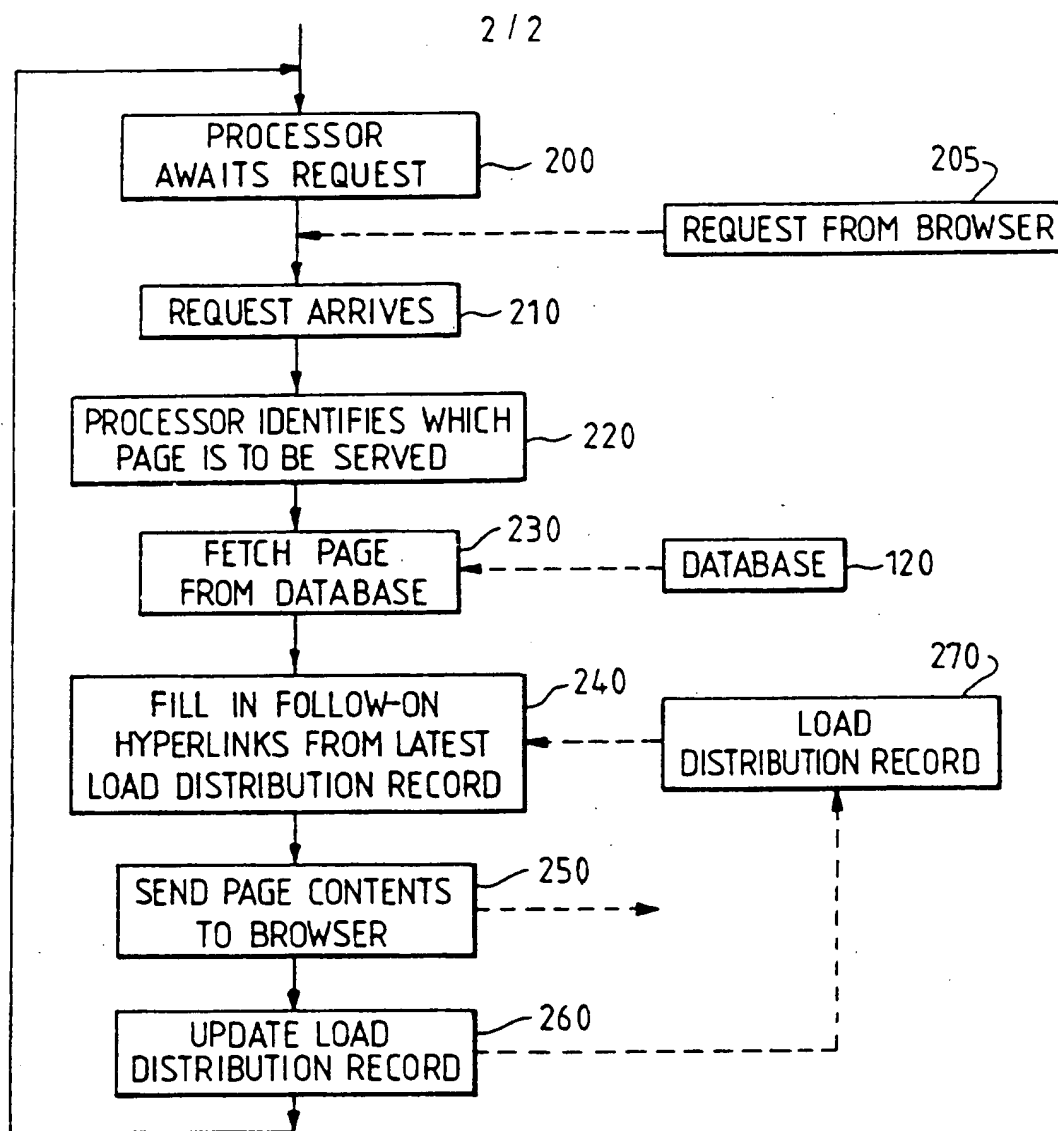 2/2
PROCESSOR
AWAITS REQUEST
200
205
REQUEST FROM BROWSER
REQUEST ARRIVES
210
PROCESSOR IDENTIFIES WHICH
PAGE IS TO BE SERVED
220
FETCH PAGE
FROM DATABASE
230
DATABASE
120
FILL IN FOLLOW-ON
HYPERLINKS FROM LATEST
LOAD DISTRIBUTION RECORD
240
270
LOAD
DISTRIBUTION RECORD
SEND PAGE CONTENTS
TO BROWSER
250
UPDATE LOAD
DISTRIBUTION RECORD
260